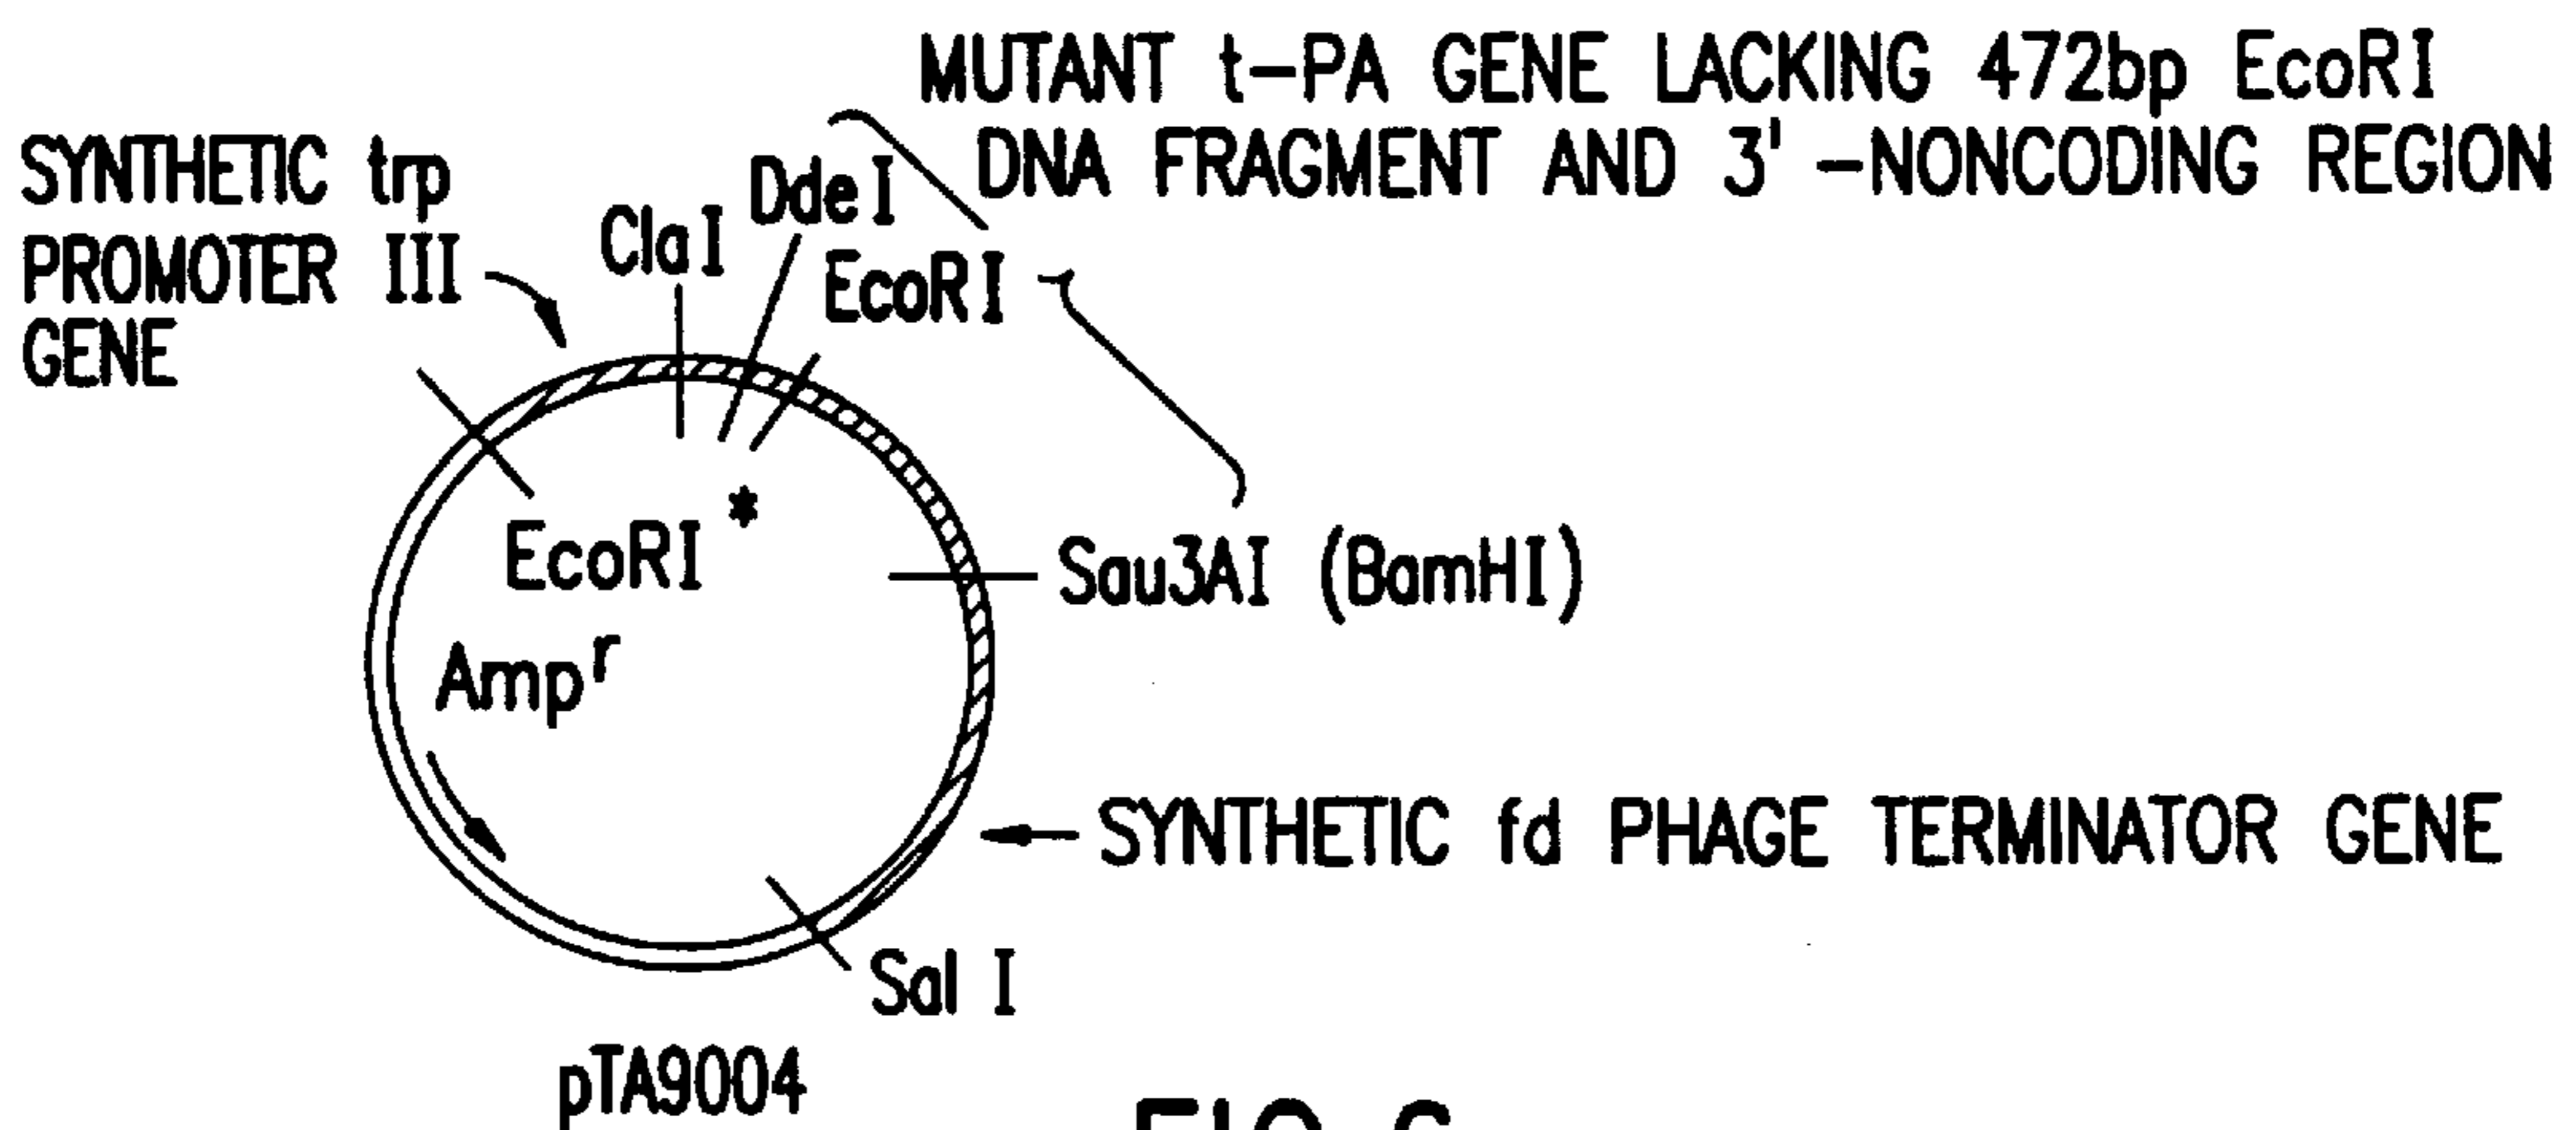 MUTANT t-PA GENE LACKING 472bp EcoRI
DNA FRAGMENT AND 3' -NONCODING REGION
SYNTHETIC trp
PROMOTER III
GENE
ClaI
DdeI
EcoRI
EcoRI *
Sau3AI (BamHI)
Amp r
SYNTHETIC fd PHAGE TERMINATOR GENE
Sal I
pTA9004